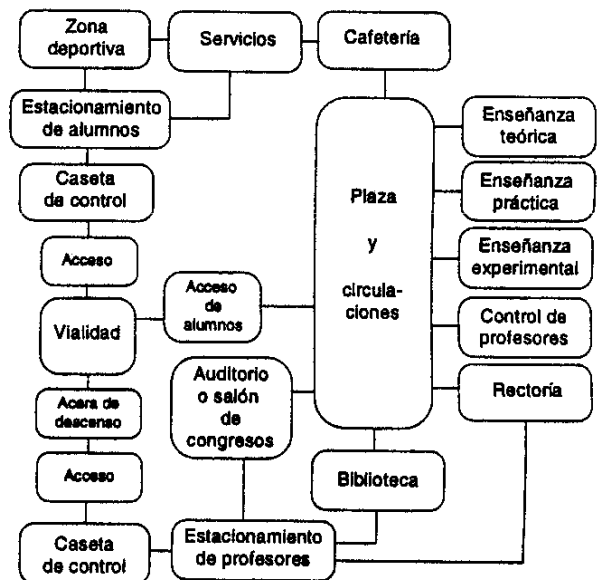 Zona
deportiva
Servicios
Cafetería
Estacionamiento
de alumnos
Enseñanza
teórica
Caseta
de control
Plaza
y
circula-
ciones
Enseñanza
práctica
Acceso
Enseñanza
experimental
Acceso
de
alumnos
Vialidad
Control de
profesores
Auditorio
o salón
de
congresos
Rectoría
Acera de
descenso
Acceso
Biblioteca
Caseta
de control
Estacionamiento
de profesores